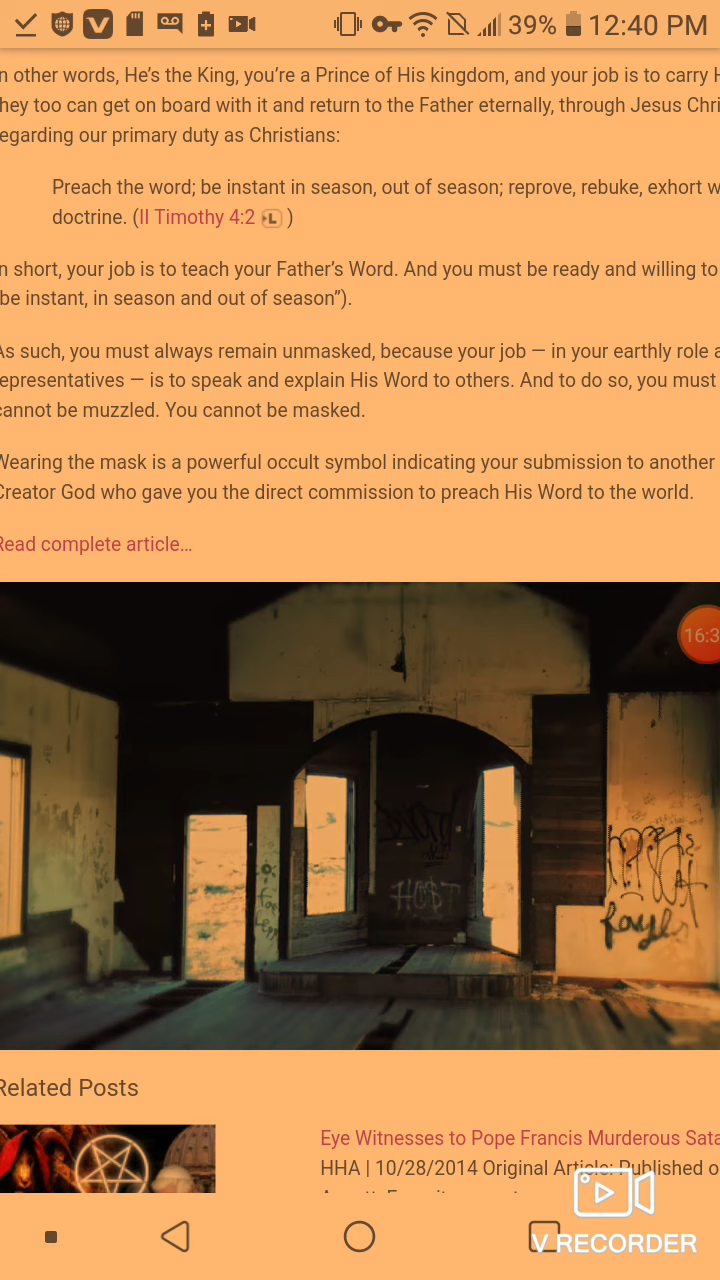 39% 12:40 PM
n other words, He's the King, you're a Prince of His kingdom, and your job is to carry H
hey too can get on board with it and return to the Father eternally, through Jesus Chri
egarding our primary duty as Christians:
Preach the word; be instant in season, out of season; reprove, rebuke, exhort w
doctrine. (II Timothy 4:2 L )
n short, your job is to teach your Father's Word. And you must be ready and willing to
be instant, in season and out of season”).
As such, you must always remain unmasked, because your job — in your earthly role a
epresentatives — is to speak and explain His Word to others. And to do so, you must
cannot be muzzled. You cannot be masked.
Wearing the mask is a powerful occult symbol indicating your submission to another
Creator God who gave you the direct commission to preach His Word to the world.
Read complete article...
16:3
HOST
Related Posts
Eye Witnesses to Pope Francis Murderous Sata
HHA | 10/28/2014 Original Article: Published o
V RECORDER